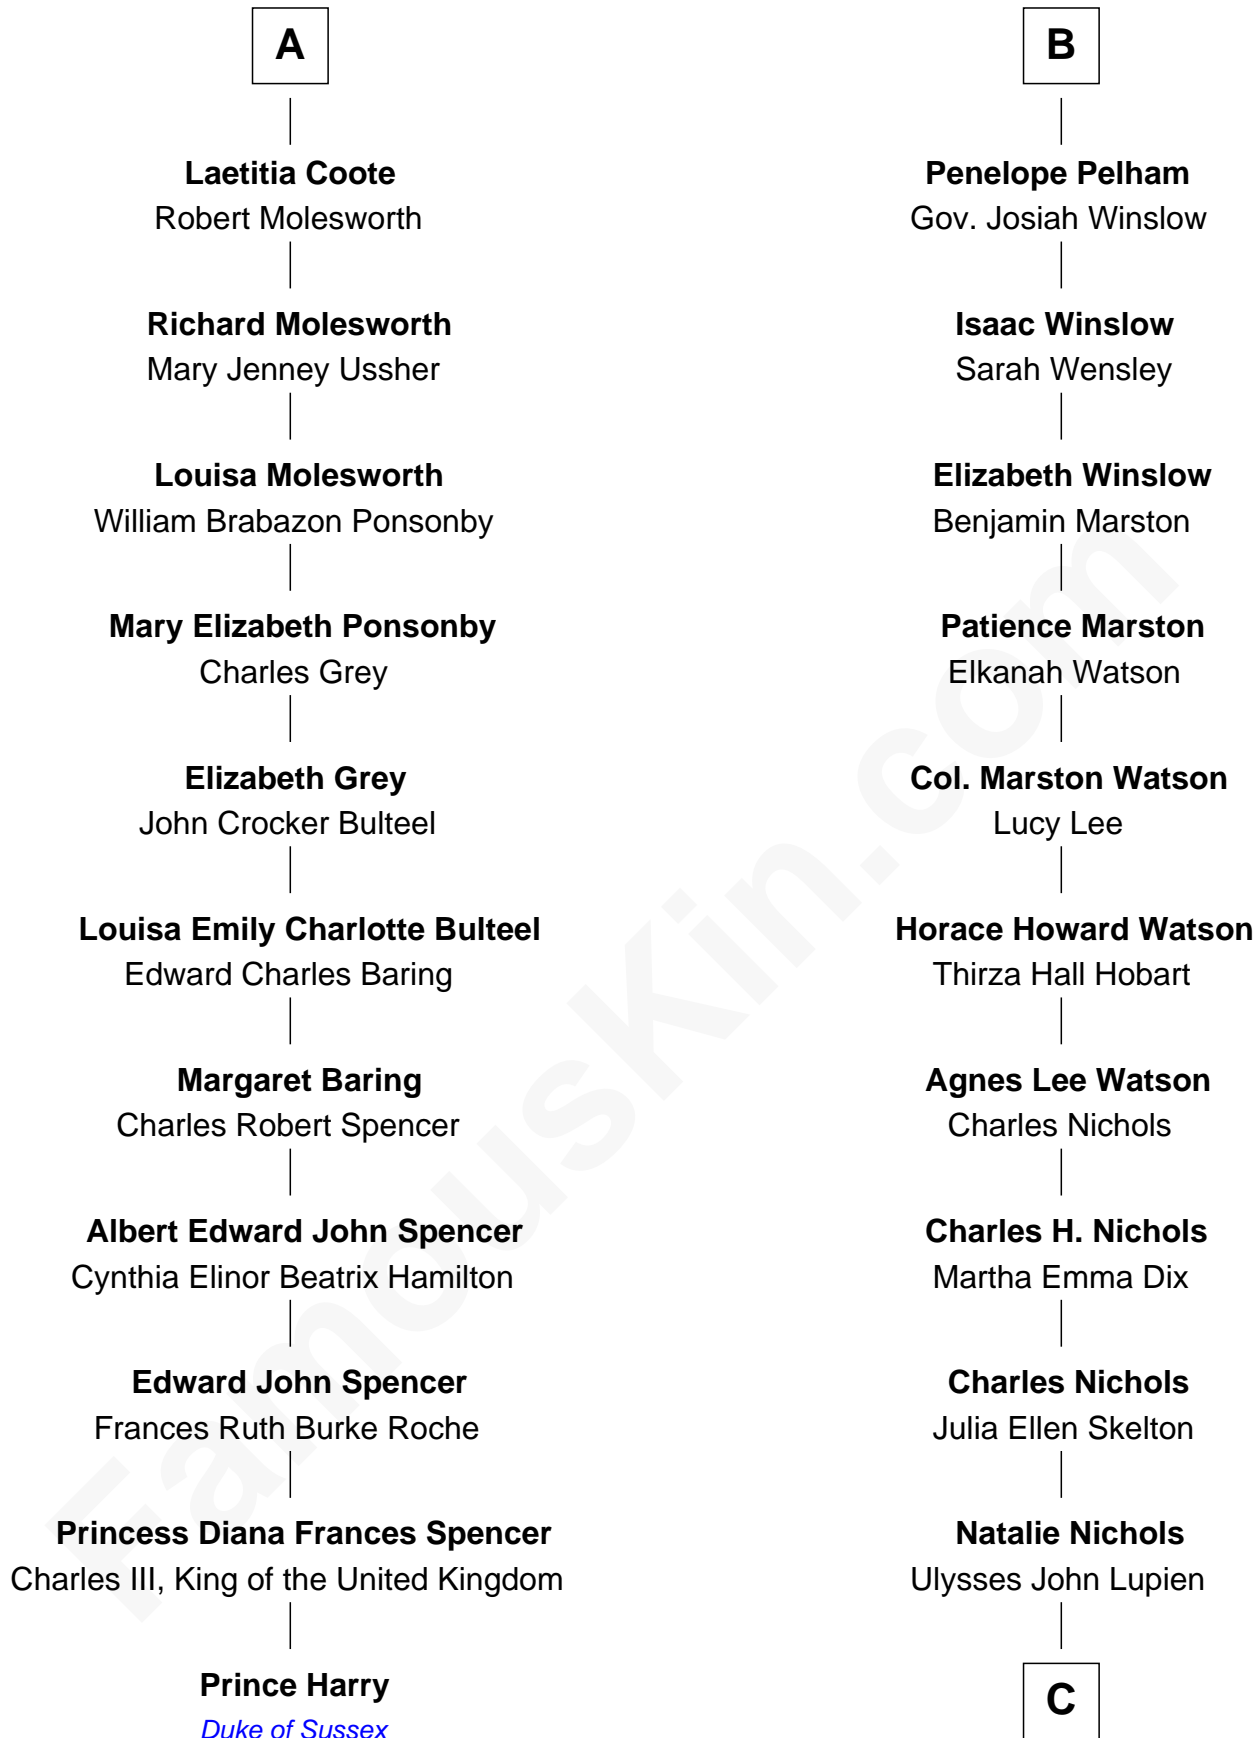 A
Laetitia Coote
Robert Molesworth
Richard Molesworth
Mary Jenney Ussher
Louisa Molesworth
William Brabazon Ponsonby
Mary Elizabeth Ponsonby
Charles Grey
Elizabeth Grey
John Crocker Bulteel
Louisa Emily Charlotte Bulteel
Edward Charles Baring
Margaret Baring
Charles Robert Spencer
Albert Edward John Spencer
Cynthia Elinor Beatrix Hamilton
Edward John Spencer
Frances Ruth Burke Roche
Princess Diana Frances Spencer
Charles III, King of the United Kingdom
Prince Harry
Duke of Sussex
B
Penelope Pelham
Gov. Josiah Winslow
Isaac Winslow
Sarah Wensley
Elizabeth Winslow
Benjamin Marston
Patience Marston
Elkanah Watson
Col. Marston Watson
Lucy Lee
Horace Howard Watson
Thirza Hall Hobart
Agnes Lee Watson
Charles Nichols
Charles H. Nichols
Martha Emma Dix
Charles Nichols
Julia Ellen Skelton
Natalie Nichols
Ulysses John Lupien
C
FamousKin.com